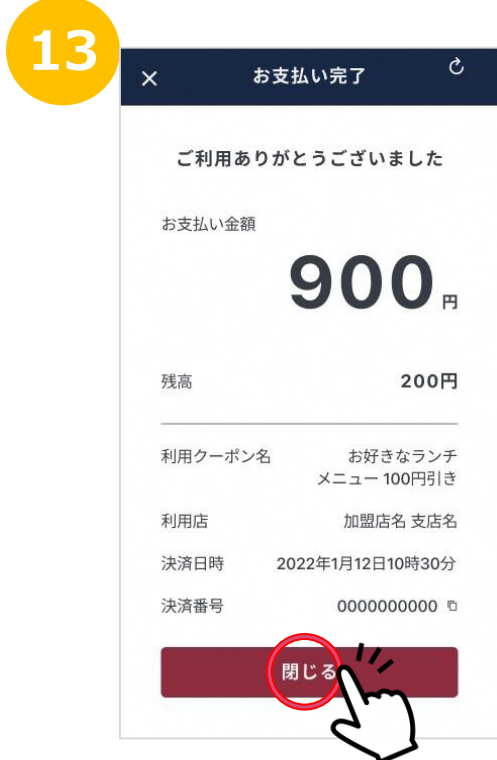 13
お支払い完了
ご利用ありがとうございました
お支払い金額
900円
残高 200円
利用クーポン名 お好きなランチ
メニュー 100円引き
利用店 加盟店名 支店名
決済日時 2022年1月12日10時30分
決済番号 0000000000
閉じる